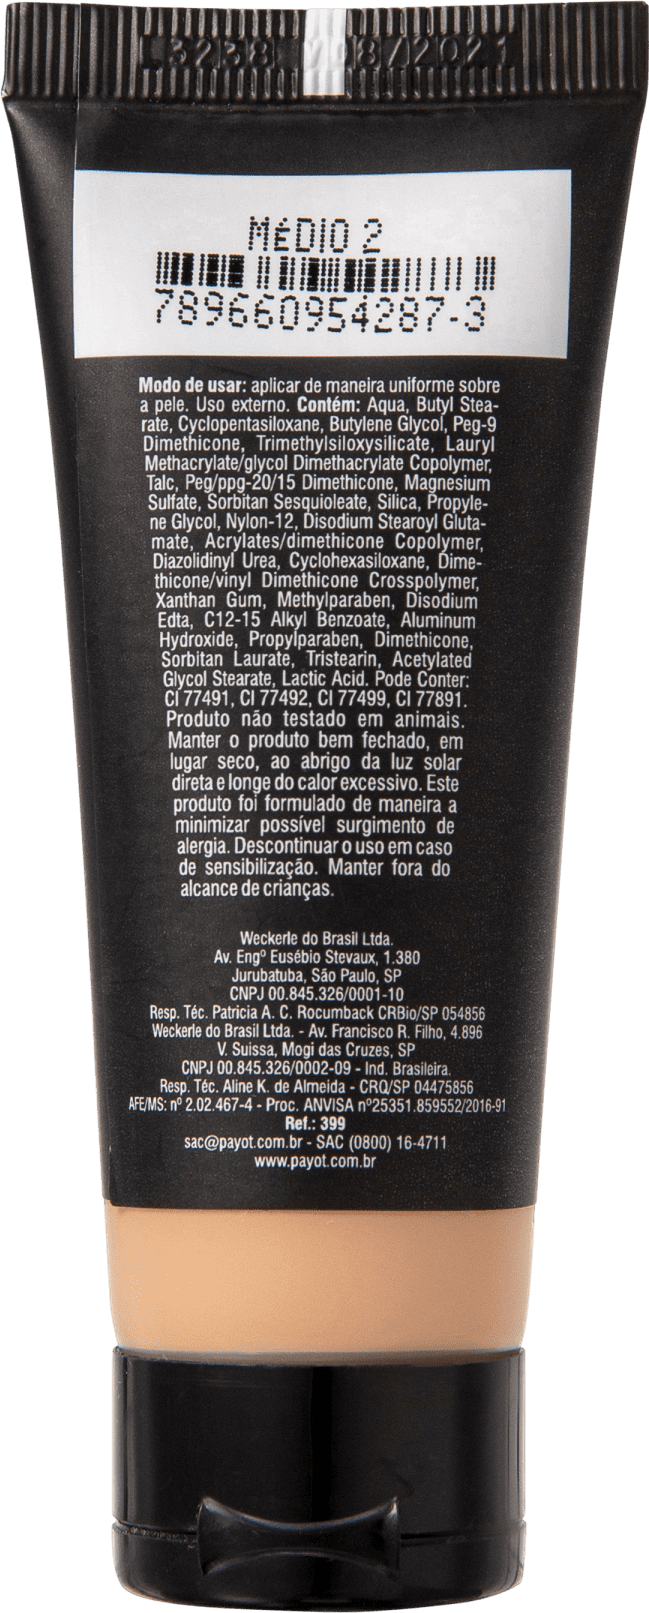 L3238 V08/2021
MÉDIO 2
789660954287-3
Modo de usar: aplicar de maneira uniforme sobre
a pele. Uso externo. Contém: Aqua, Butyl Stea-
rate, Cyclopentasiloxane, Butylene Glycol, Peg-9
Dimethicone, Trimethylsiloxysilicate, Lauryl
Methacrylate/glycol Dimethacrylate Copolymer,
Talc, Peg/ppg-20/15 Dimethicone, Magnesium
Sulfate, Sorbitan Sesquioleate, Silica, Propyle-
ne Glycol, Nylon-12, Disodium Stearoyl Gluta-
mate, Acrylates/dimethicone Copolymer,
Diazolidinyl Urea, Cyclohexasiloxane, Dime-
thicone/vinyl Dimethicone Crosspolymer,
Xanthan Gum, Methylparaben, Disodium
Edta, C12-15 Alkyl Benzoate, Aluminum
Hydroxide, Propylparaben, Dimethicone,
Sorbitan Laurate, Tristearin, Acetylated
Glycol Stearate, Lactic Acid. Pode Conter:
CI 77491, CI 77492, CI 77499, CI 77891.
Produto não testado em animais.
Manter o produto bem fechado, em
lugar seco, ao abrigo da luz solar
direta e longe do calor excessivo. Este
produto foi formulado de maneira a
minimizar possível surgimento de
alergia. Descontinuar o uso em caso
de sensibilização. Manter fora do
alcance de crianças.
Weckerle do Brasil Ltda.
Av. Engº Eusébio Stevaux, 1.380
Jurubatuba, São Paulo, SP
CNPJ 00.845.326/0001-10
Resp. Téc. Patricia A. C. Rocumback CRBio/SP 054856
Weckerle do Brasil Ltda. - Av. Francisco R. Filho, 4.896
V. Suissa, Mogi das Cruzes, SP
CNPJ 00.845.326/0002-09 - Ind. Brasileira.
Resp. Téc. Aline K. de Almeida - CRQ/SP 04475856
AFE/MS: nº 2.02.467-4 - Proc. ANVISA nº25351.859552/2016-91
Ref.: 399
sac@payot.com.br - SAC (0800) 16-4711
www.payot.com.br